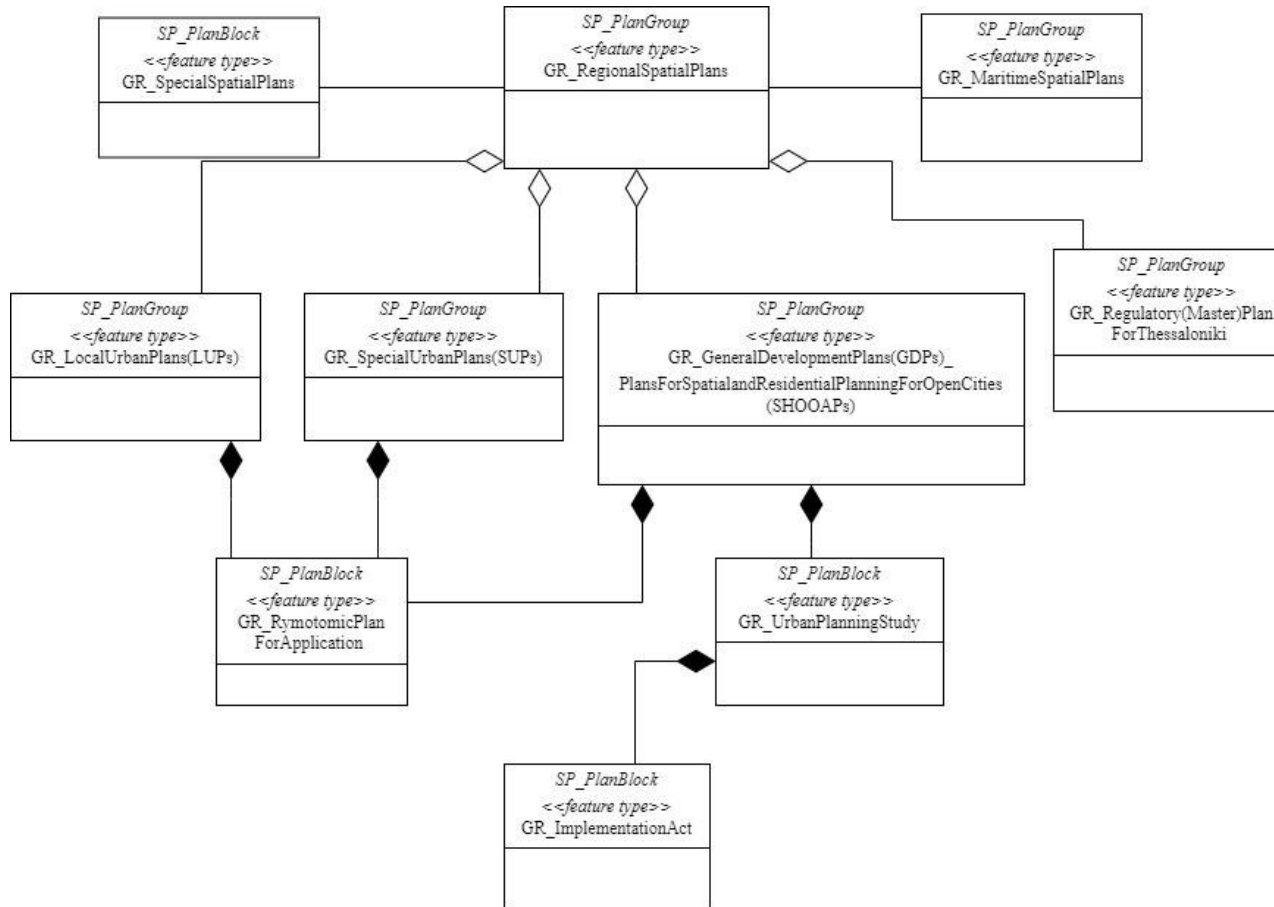 SP_PlanBlock
<<feature type>>
GR_SpecialSpatialPlans
SP_PlanGroup
<<feature type>>
GR_RegionalSpatialPlans
SP_PlanGroup
<<feature type>>
GR_MaritimeSpatialPlans
SP_PlanGroup
<<feature type>>
GR_LocalUrbanPlans(LUPs)
SP_PlanGroup
<<feature type>>
GR_SpecialUrbanPlans(SUPs)
SP_PlanGroup
<<feature type>>
GR_GeneralDevelopmentPlans(GDPs)_
PlansForSpatialandResidentialPlanningForOpenCities
(SHOOAPs)
SP_PlanGroup
<<feature type>>
GR_Regulatory(Master)Plan
ForThessaloniki
SP_PlanBlock
<<feature type>>
GR_RymotomicPlan
ForApplication
SP_PlanBlock
<<feature type>>
GR_UrbanPlanningStudy
SP_PlanBlock
<<feature type>>
GR_ImplementationAct